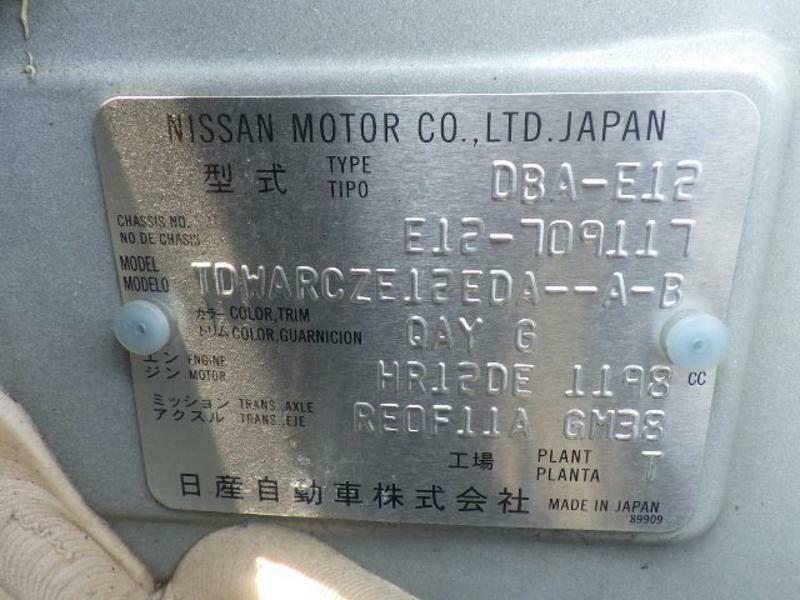 NISSAN MOTOR CO.,LTD.JAPAN
型式 TYPE TIPO DBA-E12
CHASSIS NO. NO.DE CHASIS E12-709117
MODEL MODELO TDWARCZE12EDA--A-B
カラー COLOR,TRIM
トリム COLOR,GUARNICION QAY G
エン ENGINE
ジン MOTOR HR12DE 1198 CC
ミッション TRANS.,AXLE
アクスル TRANS.,EJE RE0F11A GM38
工場 PLANT PLANTA T
日産自動車株式会社 MADE IN JAPAN
89909